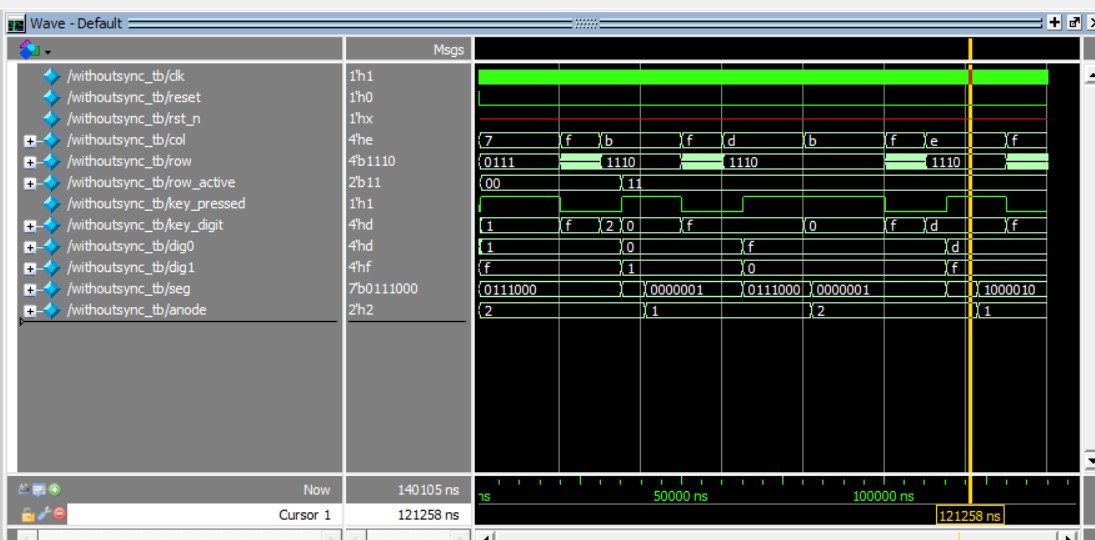 Wave - Default
Msgs
/withoutsync_tb/clk 1'h1
/withoutsync_tb/reset 1'h0
/withoutsync_tb/rst_n 1'hx
/withoutsync_tb/col 4'he 7 f b f d b f e f
/withoutsync_tb/row 4'b1110 0111 1110 1110 1110
/withoutsync_tb/row_active 2'b11 00 11
/withoutsync_tb/key_pressed 1'h1
/withoutsync_tb/key_digit 4'hd 1 f 2 0 f 0 f d f
/withoutsync_tb/dig0 4'hd 1 0 f d
/withoutsync_tb/dig1 4'hf f 1 0 f
/withoutsync_tb/seg 7'b0111000 0111000 0000001 0111000 0000001 1000010
/withoutsync_tb/anode 2'h2 2 1 2 1
Now 140105 ns ns 50000 ns 100000 ns
Cursor 1 121258 ns 121258 ns